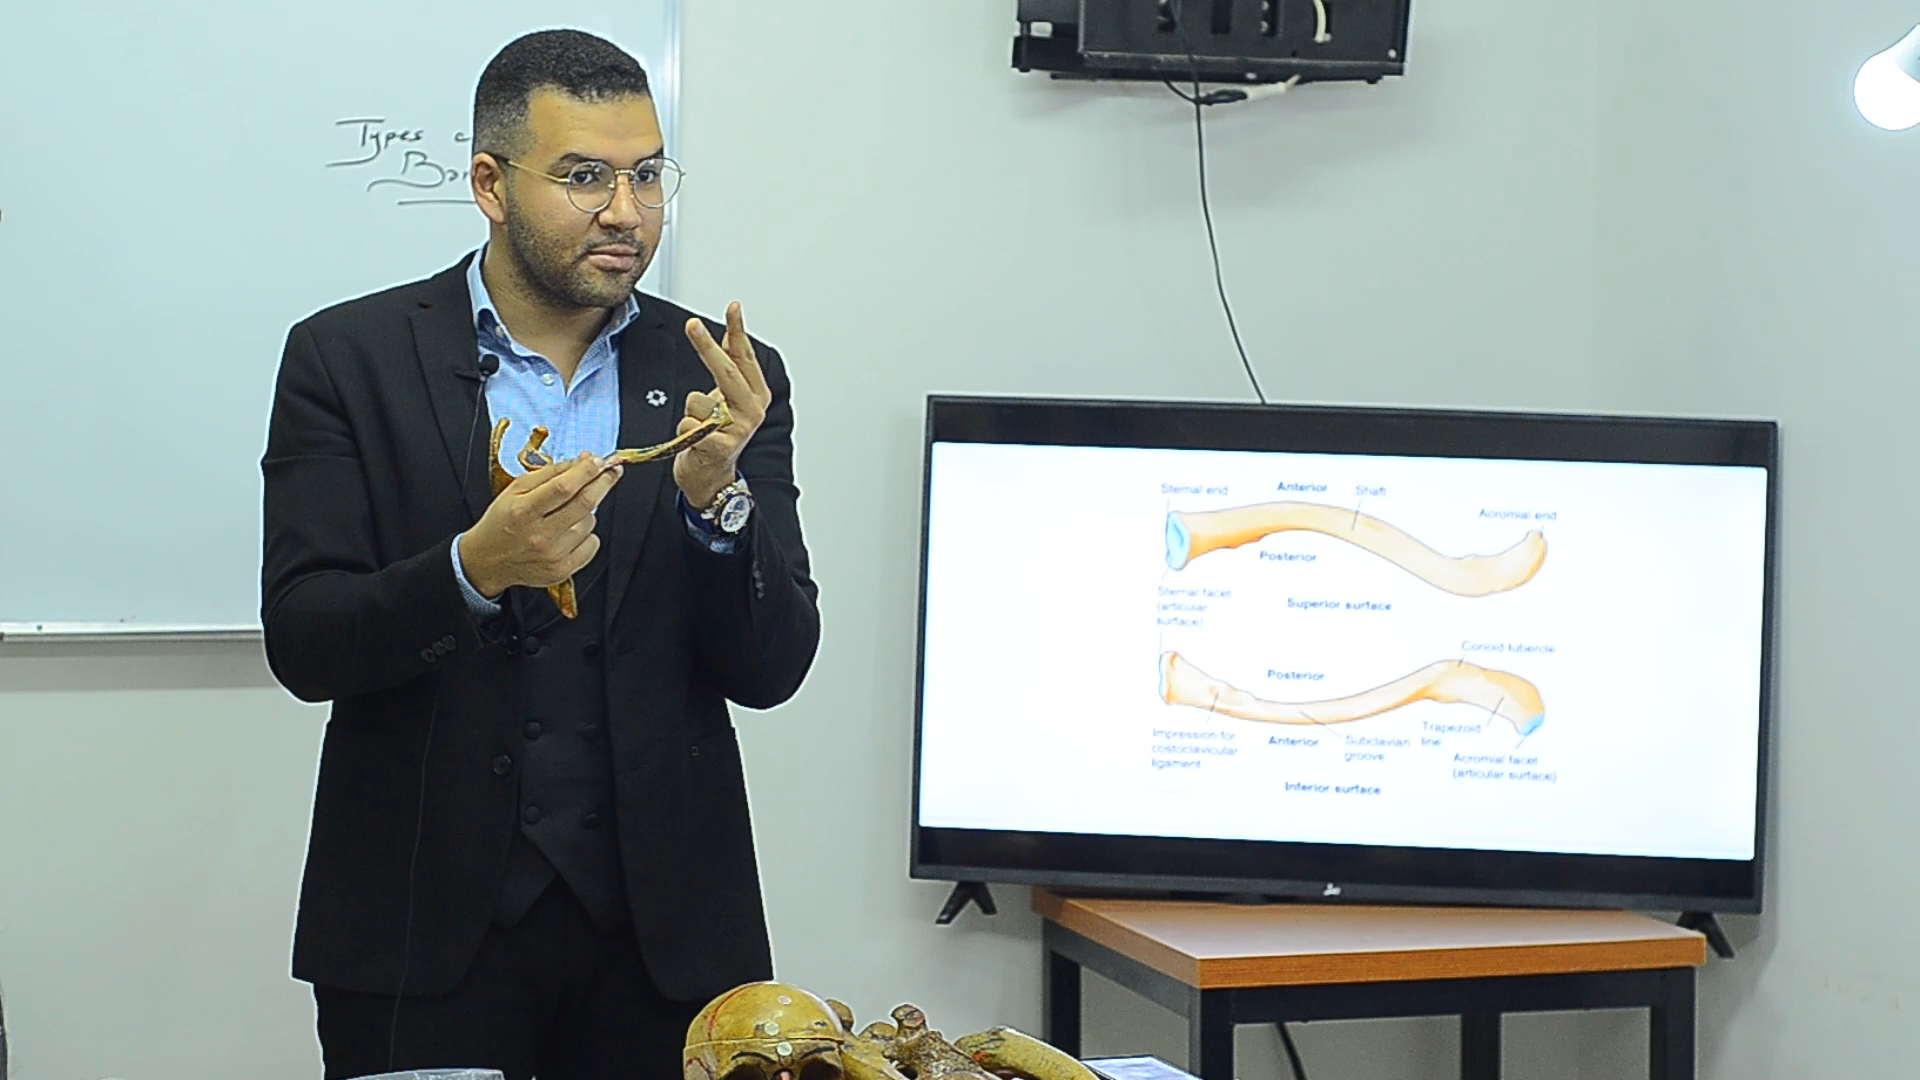 Types
Sternal end
Anterior
Shaft
Acromial end
Posterior
Sternal facet
(articular
surface)
Superior surface
Conoid tubercle
Posterior
Impression for
costoclavicular
ligament
Anterior
Subclavian
groove
Trapezoid
line
Acromial facet
(articular surface)
Inferior surface